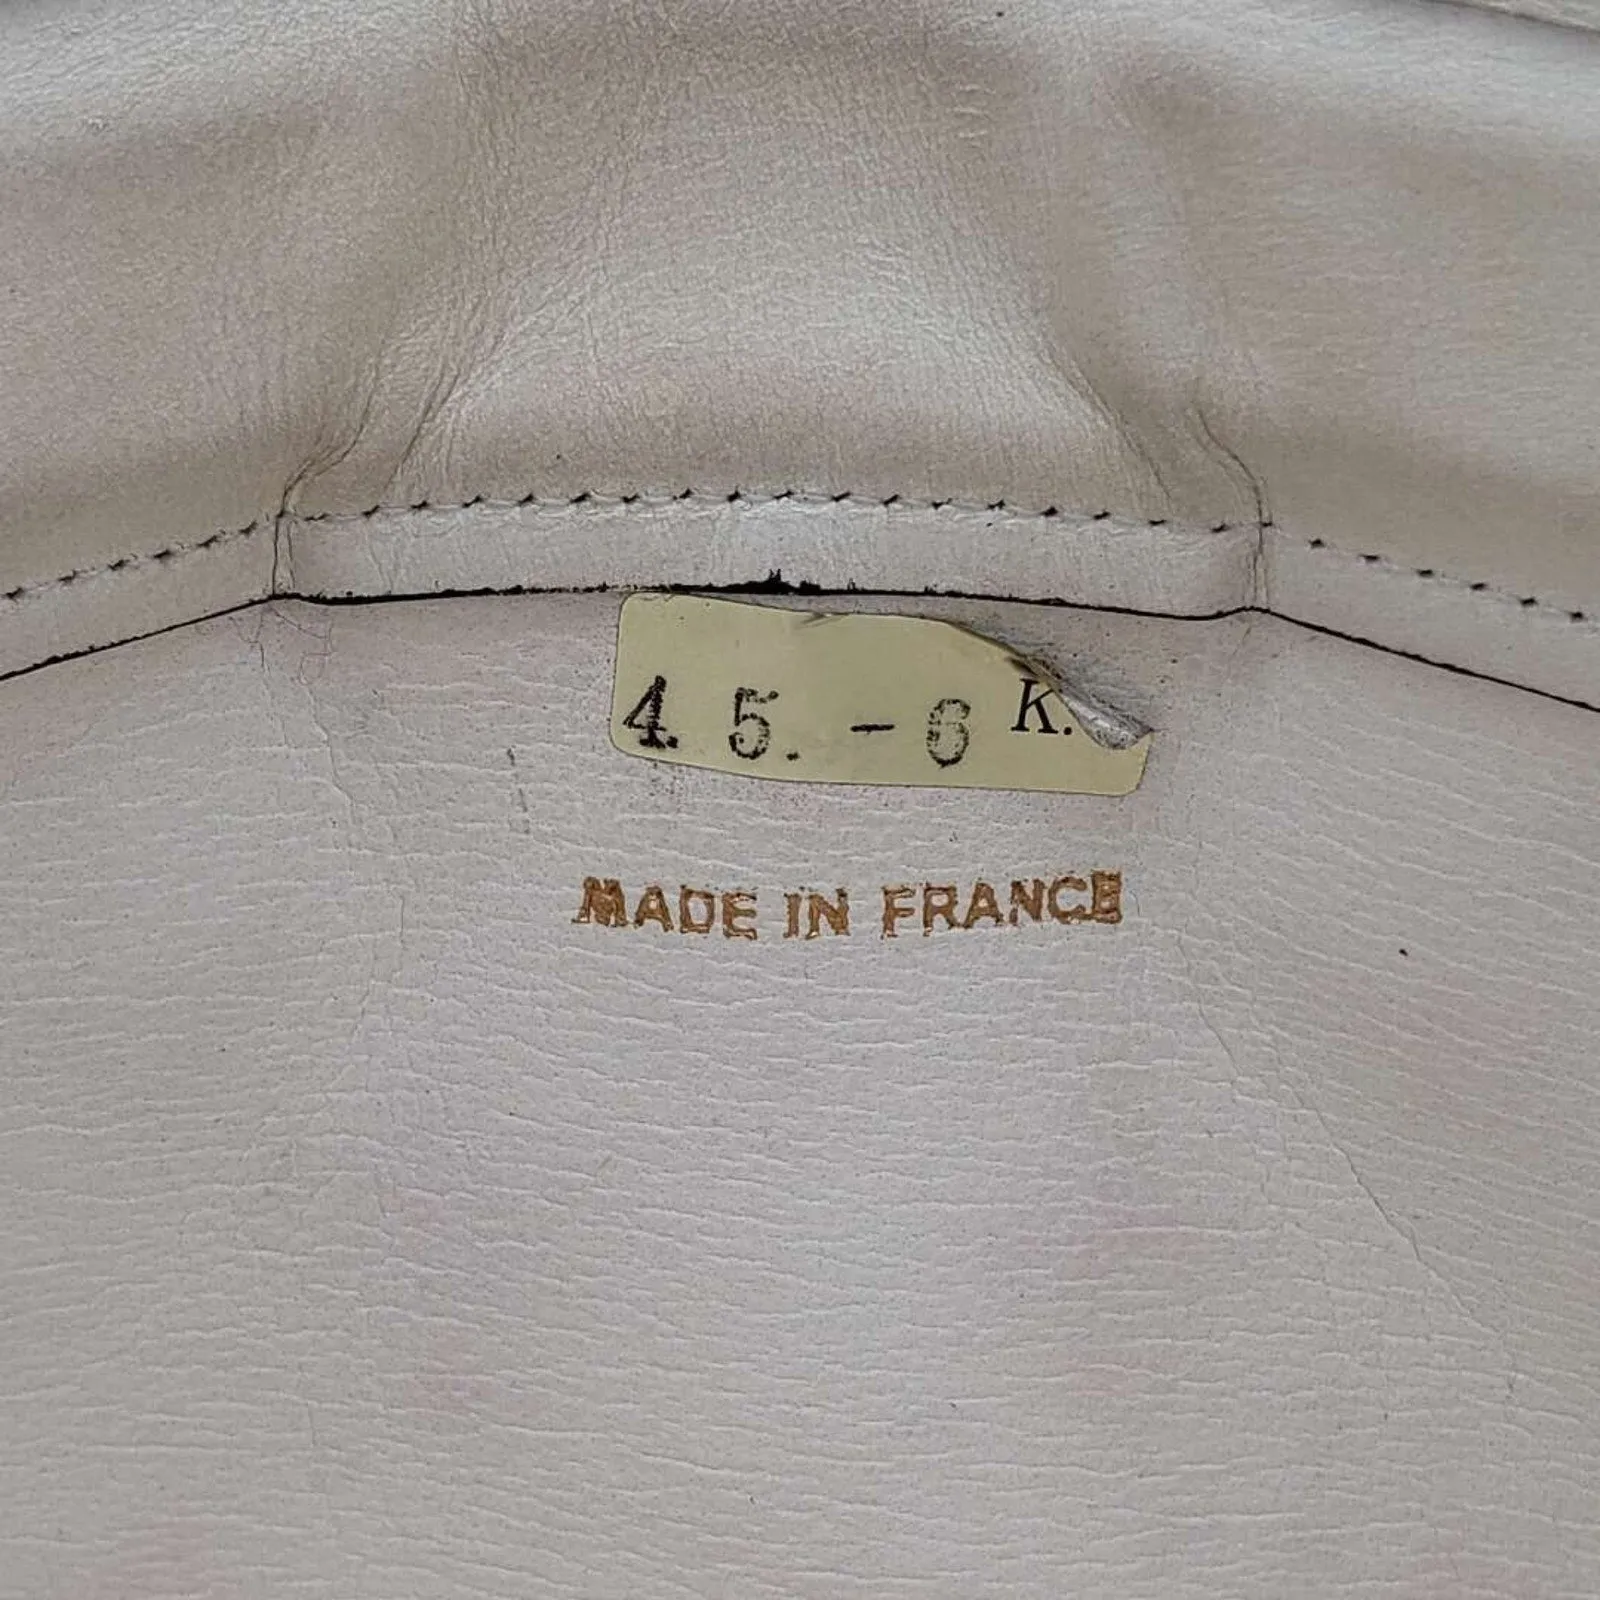 4. 5. - 6 K.
MADE IN FRANCE